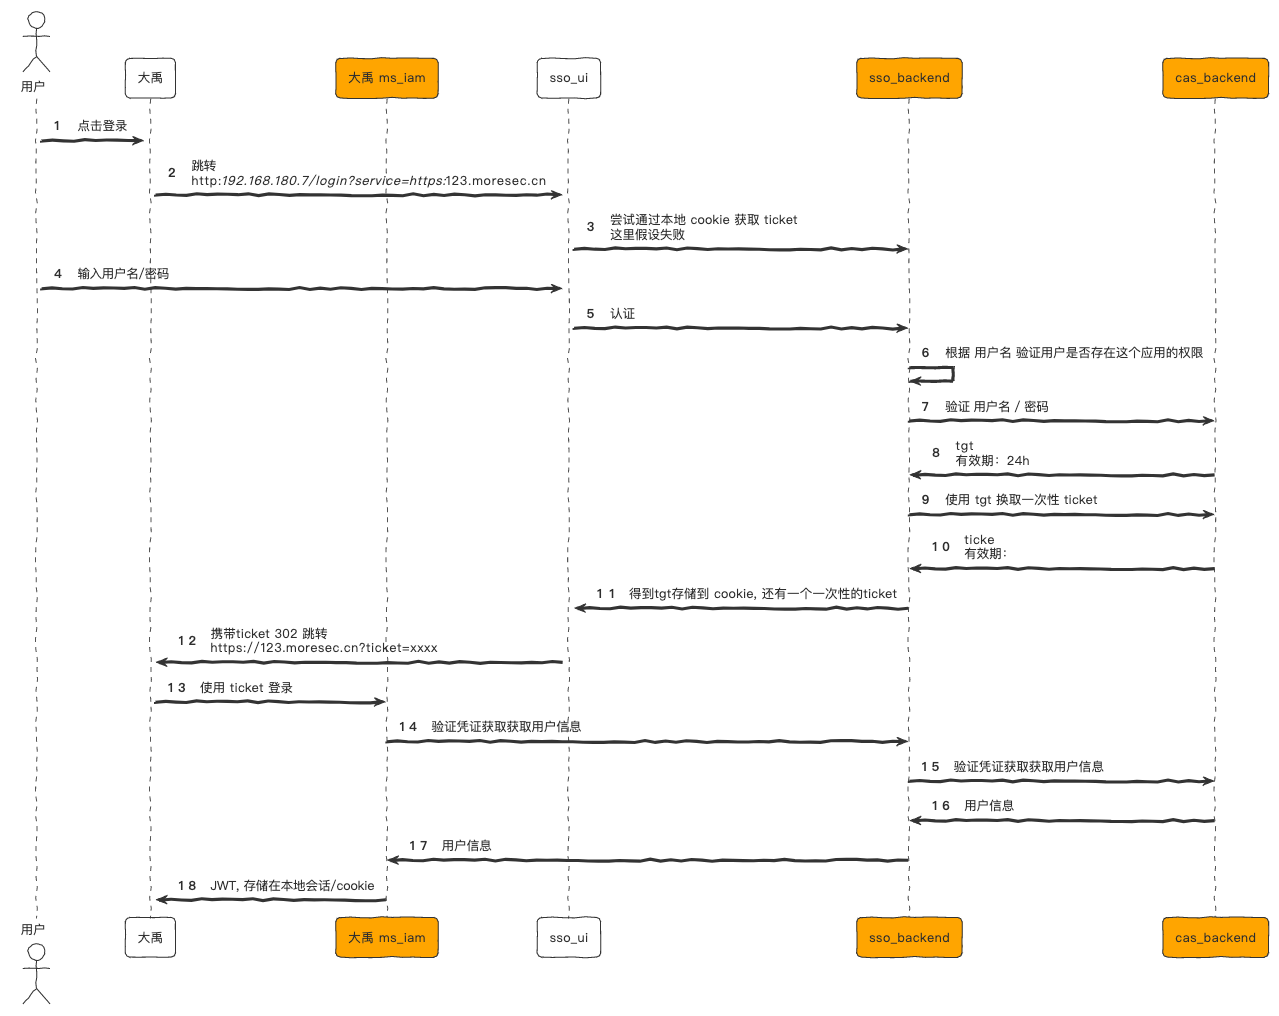 用户
大禹
大禹 ms_iam
sso_ui
sso_backend
cas_backend
1 点击登录
2 跳转
http:192.168.180.7/login?service=https:123.moresec.cn
3 尝试通过本地 cookie 获取 ticket
这里假设失败
4 输入用户名/密码
5 认证
6 根据 用户名 验证用户是否存在这个应用的权限
7 验证 用户名 / 密码
8 tgt
有效期：24h
9 使用 tgt 换取一次性 ticket
10 ticke
有效期：
11 得到tgt存储到 cookie, 还有一个一次性的ticket
12 携带ticket 302 跳转
https://123.moresec.cn?ticket=xxxx
13 使用 ticket 登录
14 验证凭证获取获取用户信息
15 验证凭证获取获取用户信息
16 用户信息
17 用户信息
18 JWT, 存储在本地会话/cookie
用户
大禹
大禹 ms_iam
sso_ui
sso_backend
cas_backend